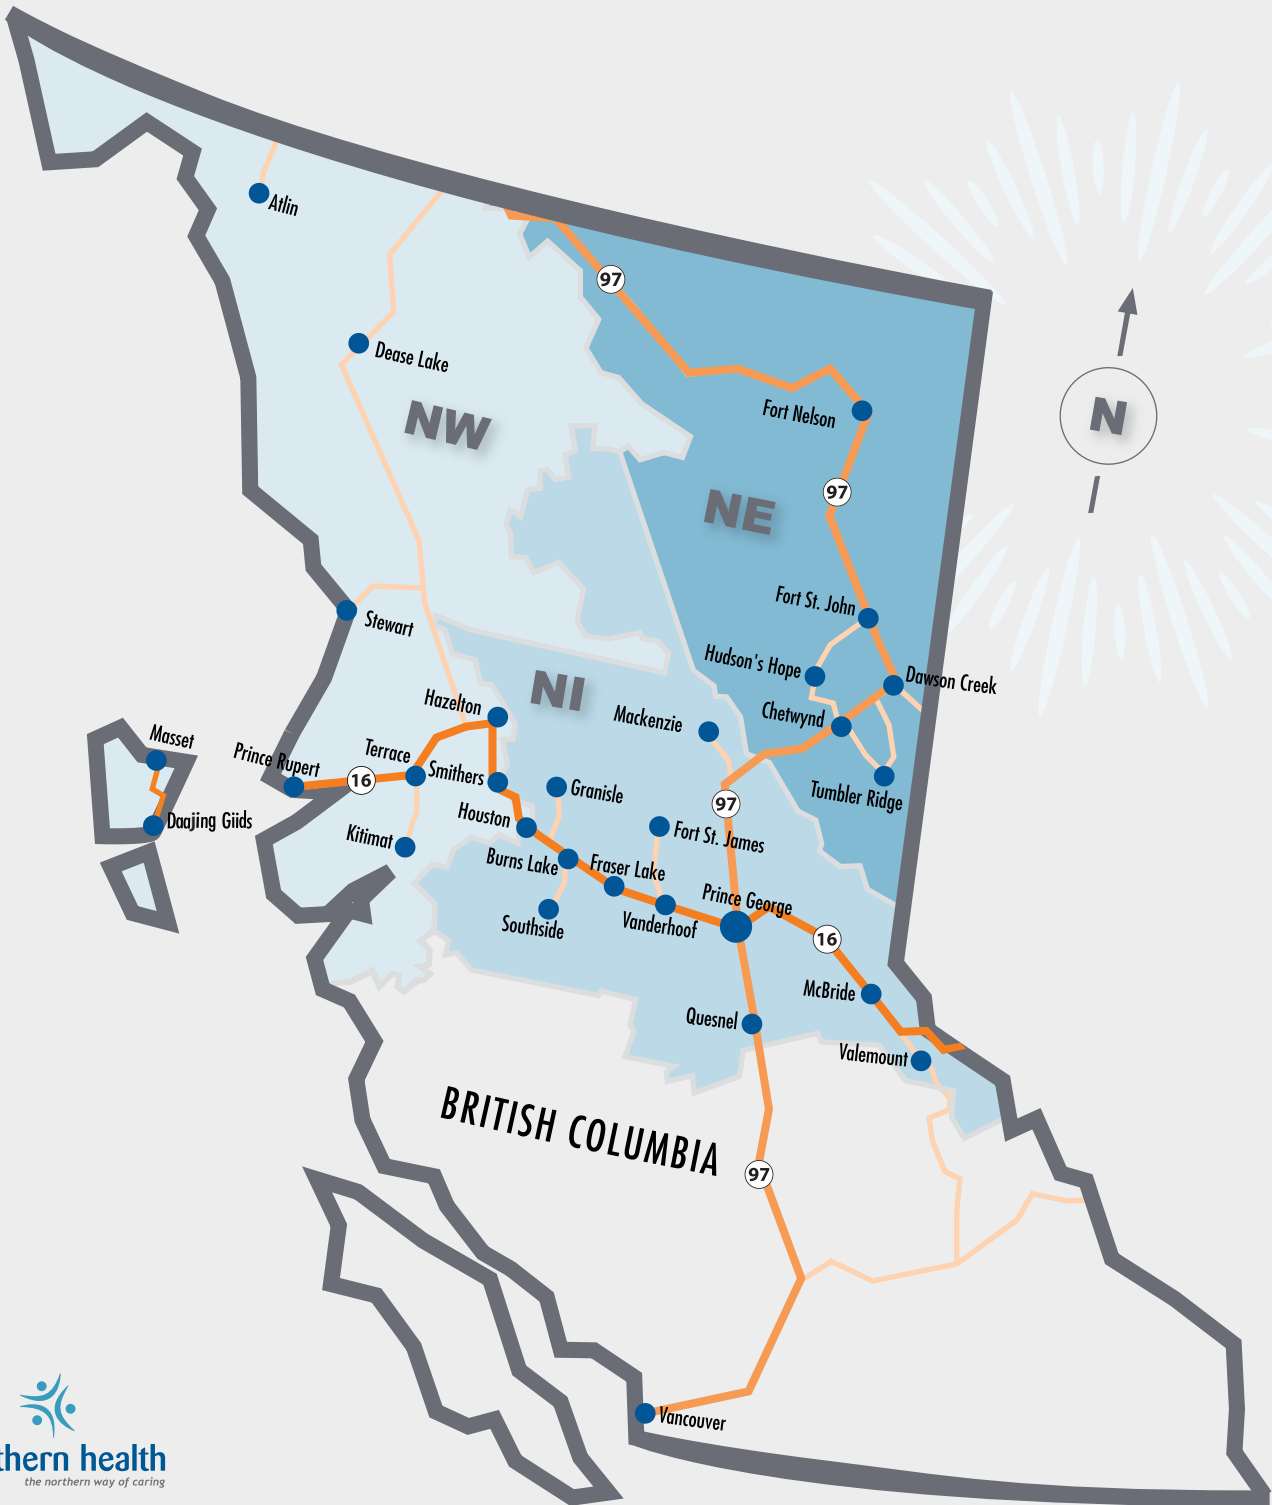 Atlin
97
Dease Lake
NW
Fort Nelson
N
97
NE
Fort St. John
Stewart
Hudson's Hope
Dawson Creek
NI
Hazelton
Mackenzie
Chetwynd
Masset
Prince Rupert
Terrace
Smithers
16
Granisle
97
Tumbler Ridge
Daajing Giids
Houston
Kitimat
Fort St. James
Burns Lake
Fraser Lake
Prince George
Southside
Vanderhoof
16
McBride
Quesnel
Valemount
BRITISH COLUMBIA
97
Vancouver
thern health
the northern way of caring